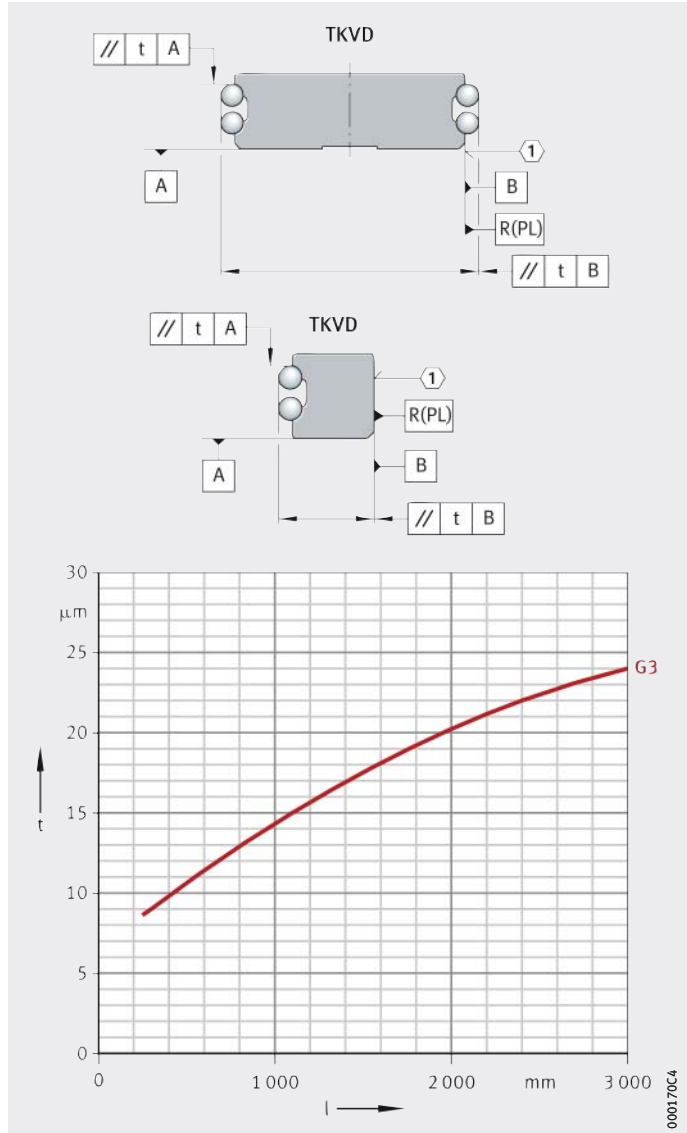 TKVD
// t A
1
A
B
R(PL)
// t B
TKVD
// t A
1
R(PL)
B
A
// t B
30
μm
25
G3
20
15
t
10
5
0
0 1 000 2 000 mm 3 000
l
000170C4